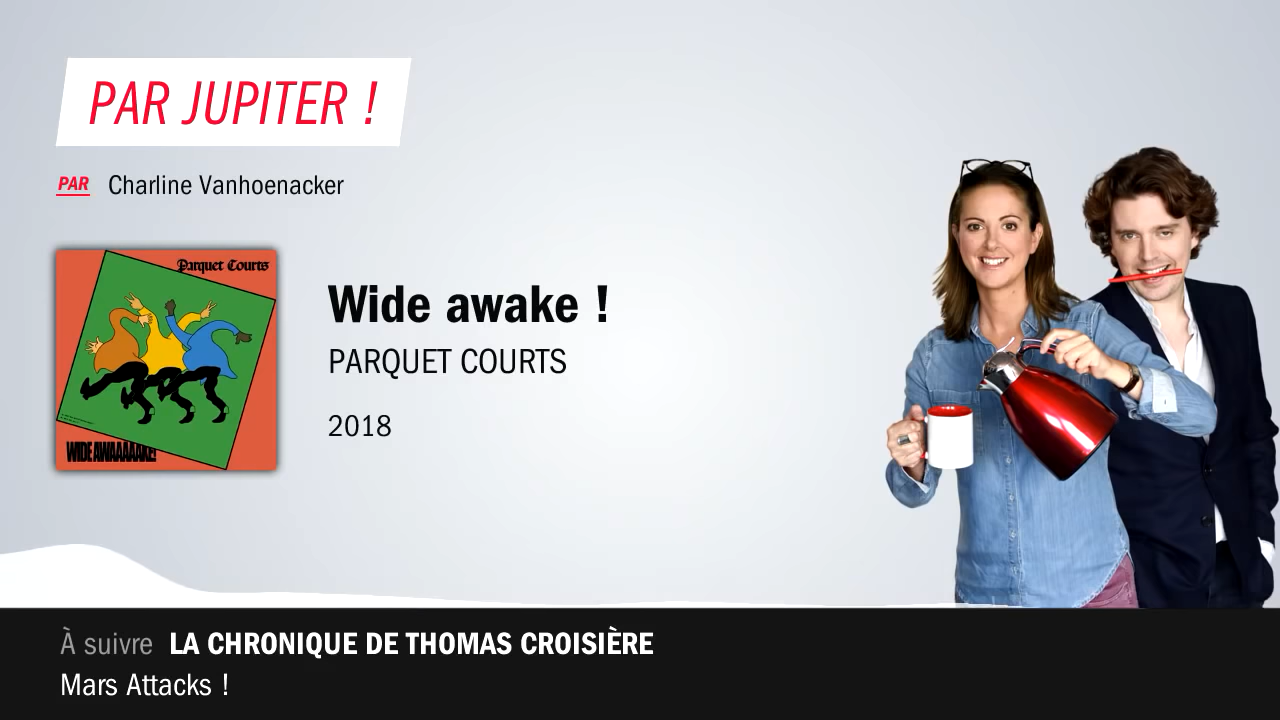 PAR JUPITER !
PAR Charline Vanhoenacker
Parquet Courts
WIDE AWAAAAAKE!
Wide awake !
PARQUET COURTS
2018
À suivre LA CHRONIQUE DE THOMAS CROISIÈRE
Mars Attacks !